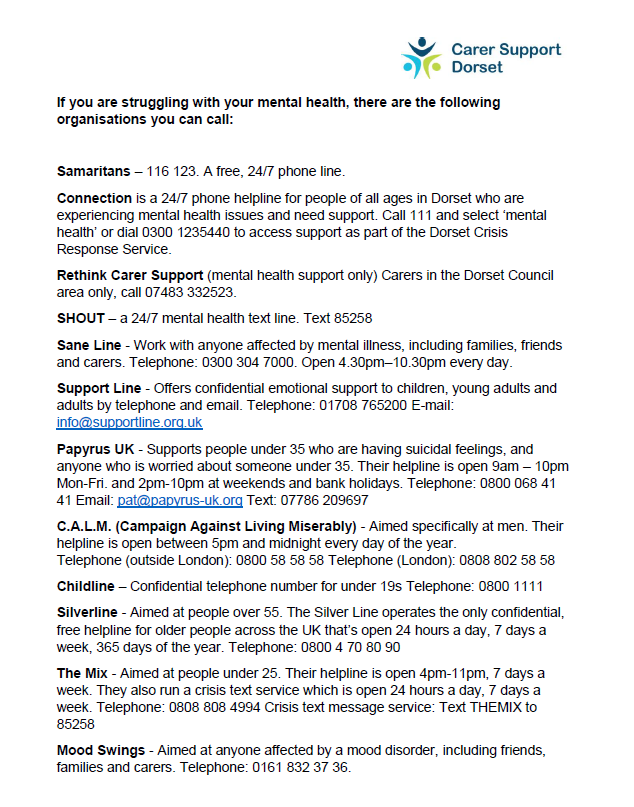 Carer Support
Dorset
If you are struggling with your mental health, there are the following
organisations you can call:
Samaritans – 116 123. A free, 24/7 phone line.
Connection is a 24/7 phone helpline for people of all ages in Dorset who are
experiencing mental health issues and need support. Call 111 and select ‘mental
health’ or dial 0300 1235440 to access support as part of the Dorset Crisis
Response Service.
Rethink Carer Support (mental health support only) Carers in the Dorset Council
area only, call 07483 332523.
SHOUT – a 24/7 mental health text line. Text 85258
Sane Line - Work with anyone affected by mental illness, including families, friends
and carers. Telephone: 0300 304 7000. Open 4.30pm–10.30pm every day.
Support Line - Offers confidential emotional support to children, young adults and
adults by telephone and email. Telephone: 01708 765200 E-mail:
info@supportline.org.uk
Papyrus UK - Supports people under 35 who are having suicidal feelings, and
anyone who is worried about someone under 35. Their helpline is open 9am – 10pm
Mon-Fri. and 2pm-10pm at weekends and bank holidays. Telephone: 0800 068 41
41 Email: pat@papyrus-uk.org Text: 07786 209697
C.A.L.M. (Campaign Against Living Miserably) - Aimed specifically at men. Their
helpline is open between 5pm and midnight every day of the year.
Telephone (outside London): 0800 58 58 58 Telephone (London): 0808 802 58 58
Childline – Confidential telephone number for under 19s Telephone: 0800 1111
Silverline - Aimed at people over 55. The Silver Line operates the only confidential,
free helpline for older people across the UK that’s open 24 hours a day, 7 days a
week, 365 days of the year. Telephone: 0800 4 70 80 90
The Mix - Aimed at people under 25. Their helpline is open 4pm-11pm, 7 days a
week. They also run a crisis text service which is open 24 hours a day, 7 days a
week. Telephone: 0808 808 4994 Crisis text message service: Text THEMIX to
85258
Mood Swings - Aimed at anyone affected by a mood disorder, including friends,
families and carers. Telephone: 0161 832 37 36.